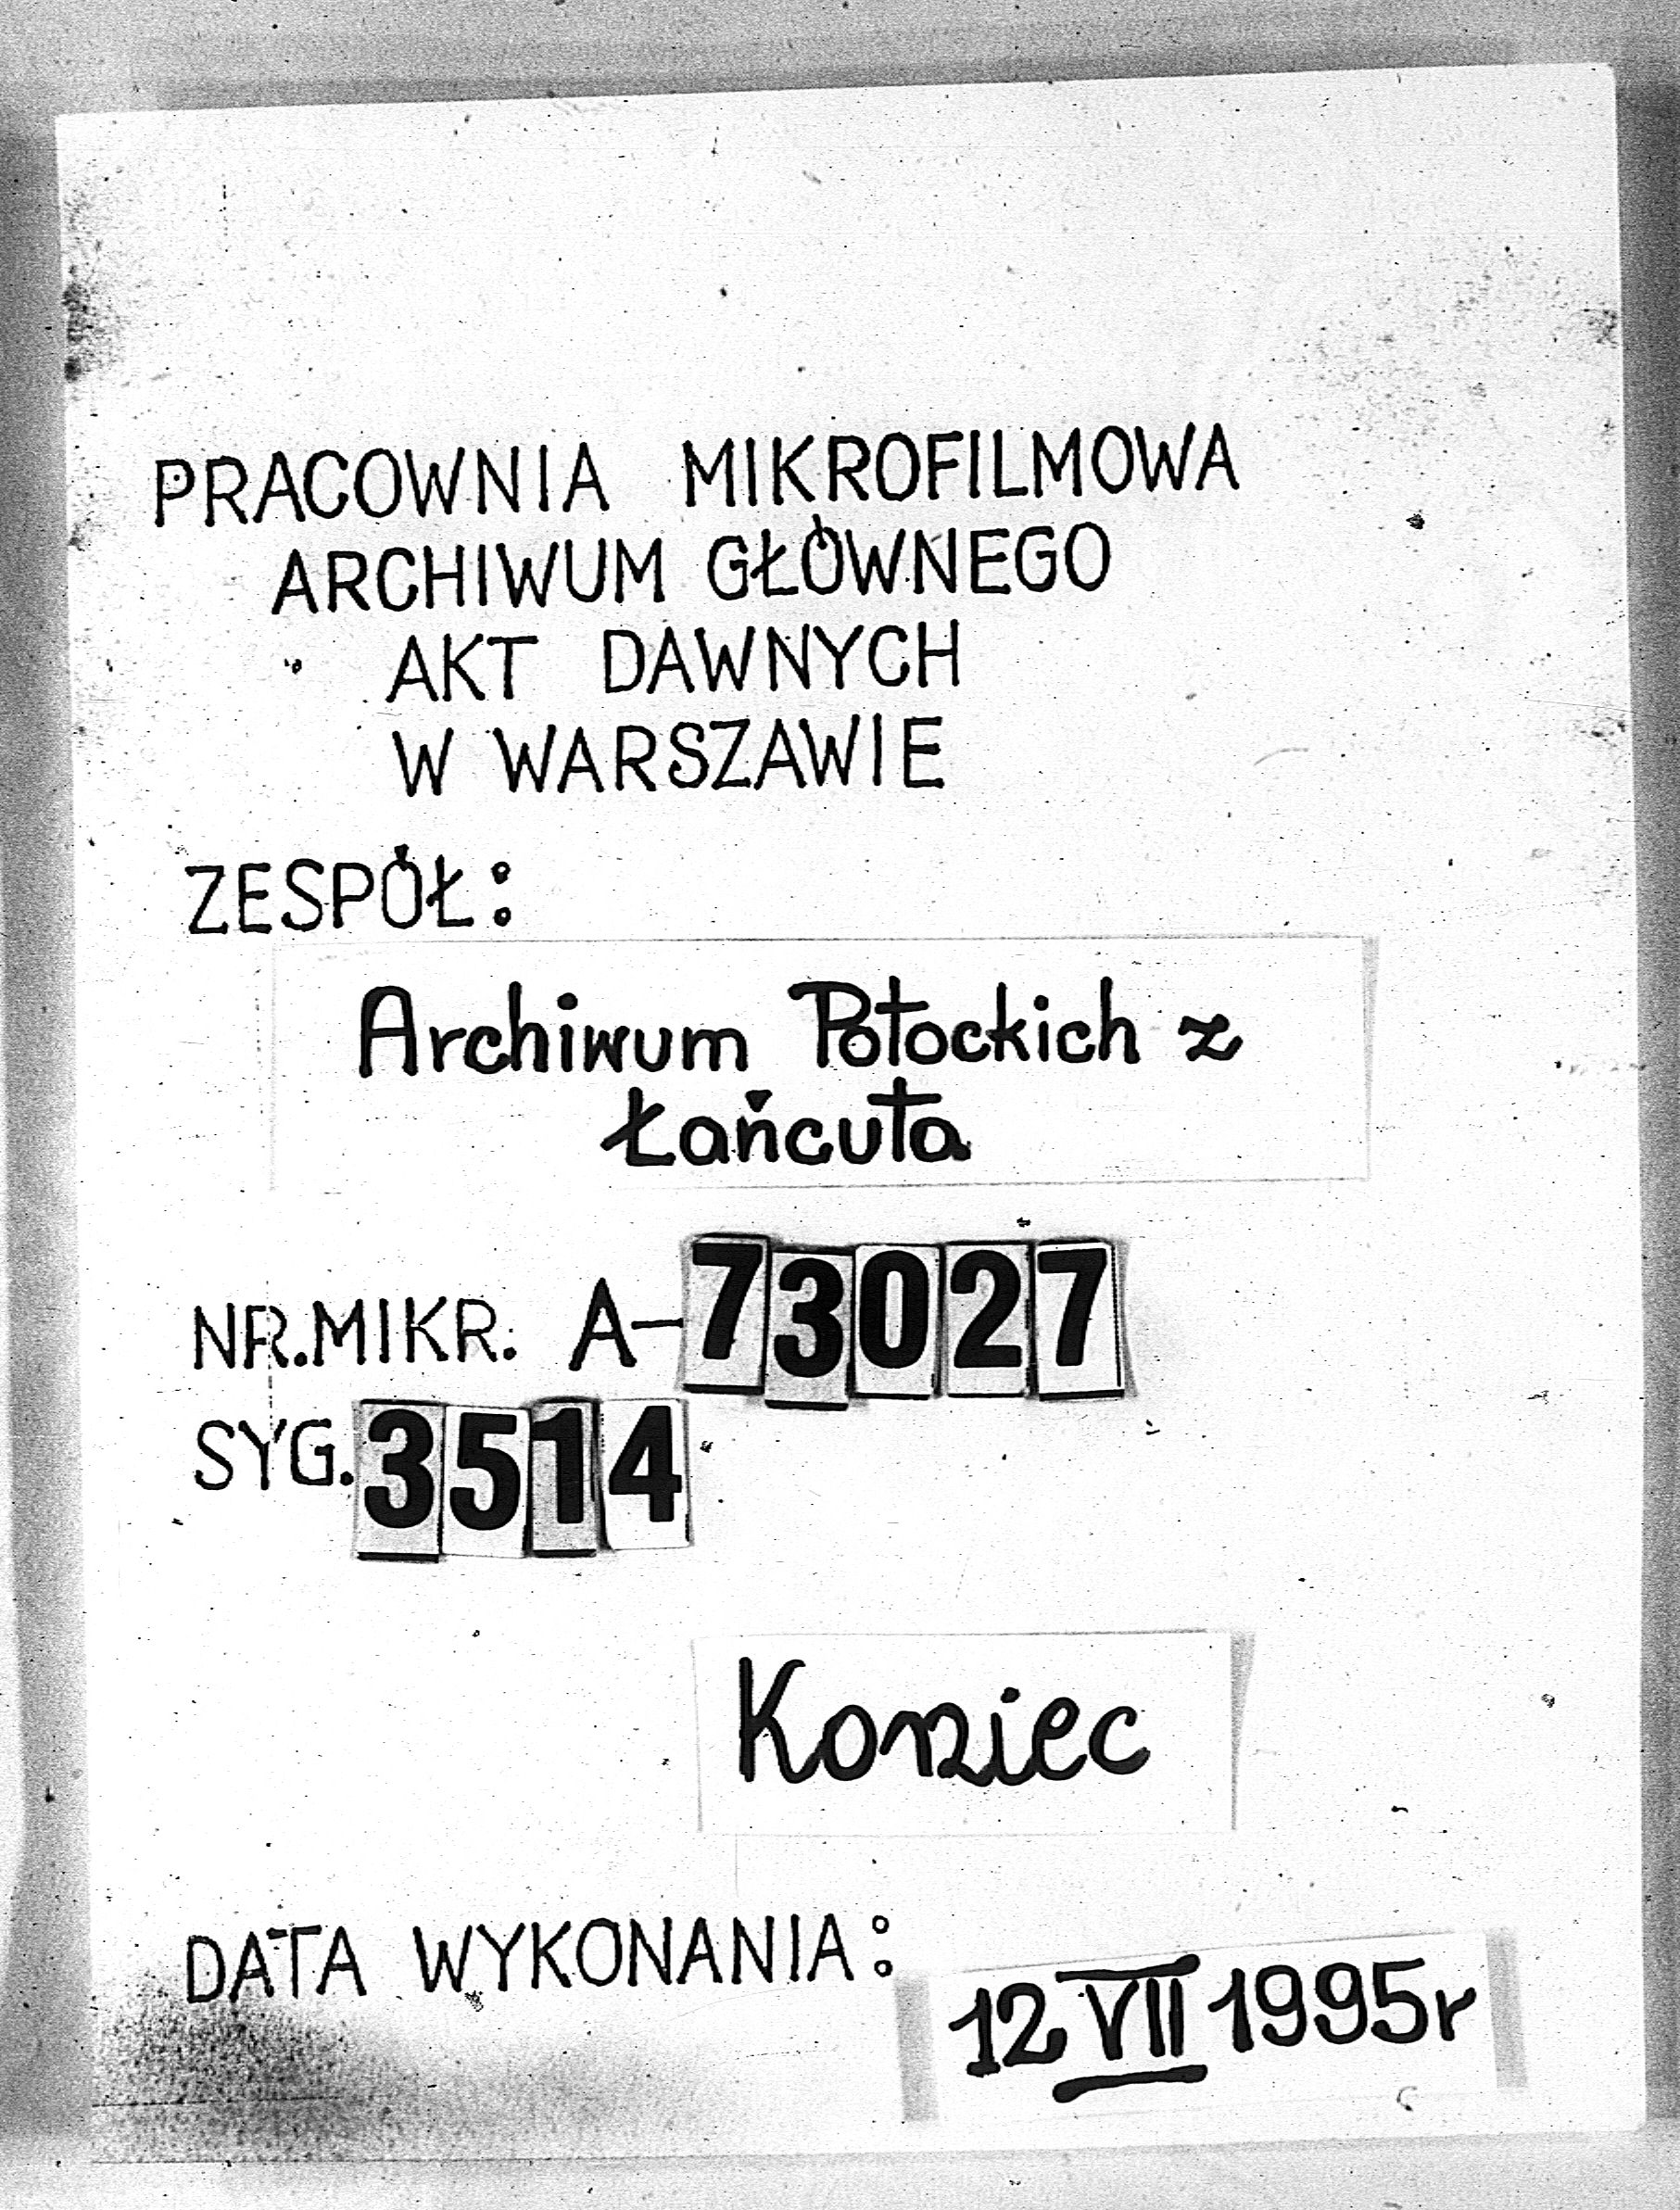 PRACOWNIA MIKROFILMOWA
ARCHIWUM GŁÓWNEGO
AKT DAWNYCH
W WARSZAWIE
ZESPÓŁ:
Archiwum Potockich z
Łańcuta
NR.MIKR. A-73027
SYG. 3514
Koniec
DATA WYKONANIA:
12 VII 1995r